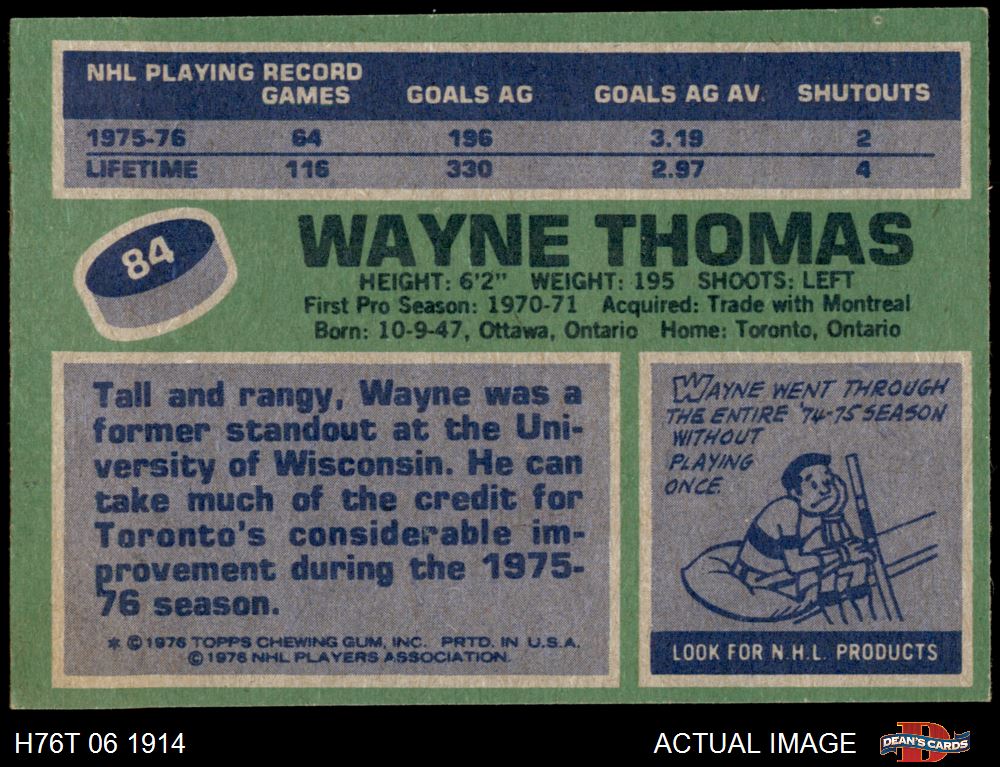 NHL PLAYING RECORD
GAMES GOALS AG GOALS AG AV. SHUTOUTS
1975-76 64 196 3.19 2
LIFETIME 116 330 2.97 4
84
WAYNE THOMAS
HEIGHT: 6'2" WEIGHT: 195 SHOOTS: LEFT
First Pro Season: 1970-71 Acquired: Trade with Montreal
Born: 10-9-47, Ottawa, Ontario Home: Toronto, Ontario
Tall and rangy, Wayne was a
former standout at the Uni-
versity of Wisconsin. He can
take much of the credit for
Toronto's considerable im-
provement during the 1975-
76 season.
* © 1976 TOPPS CHEWING GUM, INC. PRTD. IN U.S.A.
© 1976 NHL PLAYERS ASSOCIATION.
WAYNE WENT THROUGH
THE ENTIRE '74-75 SEASON
WITHOUT
PLAYING
ONCE.
LOOK FOR N.H.L. PRODUCTS
H76T 06 1914
ACTUAL IMAGE
D
DEAN'S CARDS